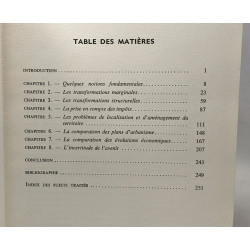 TABLE DES MATIÈRES
INTRODUCTION 1
CHAPITRE 1. — Quelques notions fondamentales 8
CHAPITRE 2. — Les transformations marginales 23
CHAPITRE 3. — Les transformations structurelles 59
CHAPITRE 4. — La prise en compte des impôts 87
CHAPITRE 5. — Les problèmes de localisation et d'aménagement du
territoire 111
CHAPITRE 6. — La comparaison des plans d'urbanisme 148
CHAPITRE 7. — La comparaison des évolutions économiques 167
CHAPITRE 8. — L'incertitude de l'avenir 207
CONCLUSION 243
BIBLIOGRAPHIE 249
INDEX DES SUJETS TRAITÉS 251